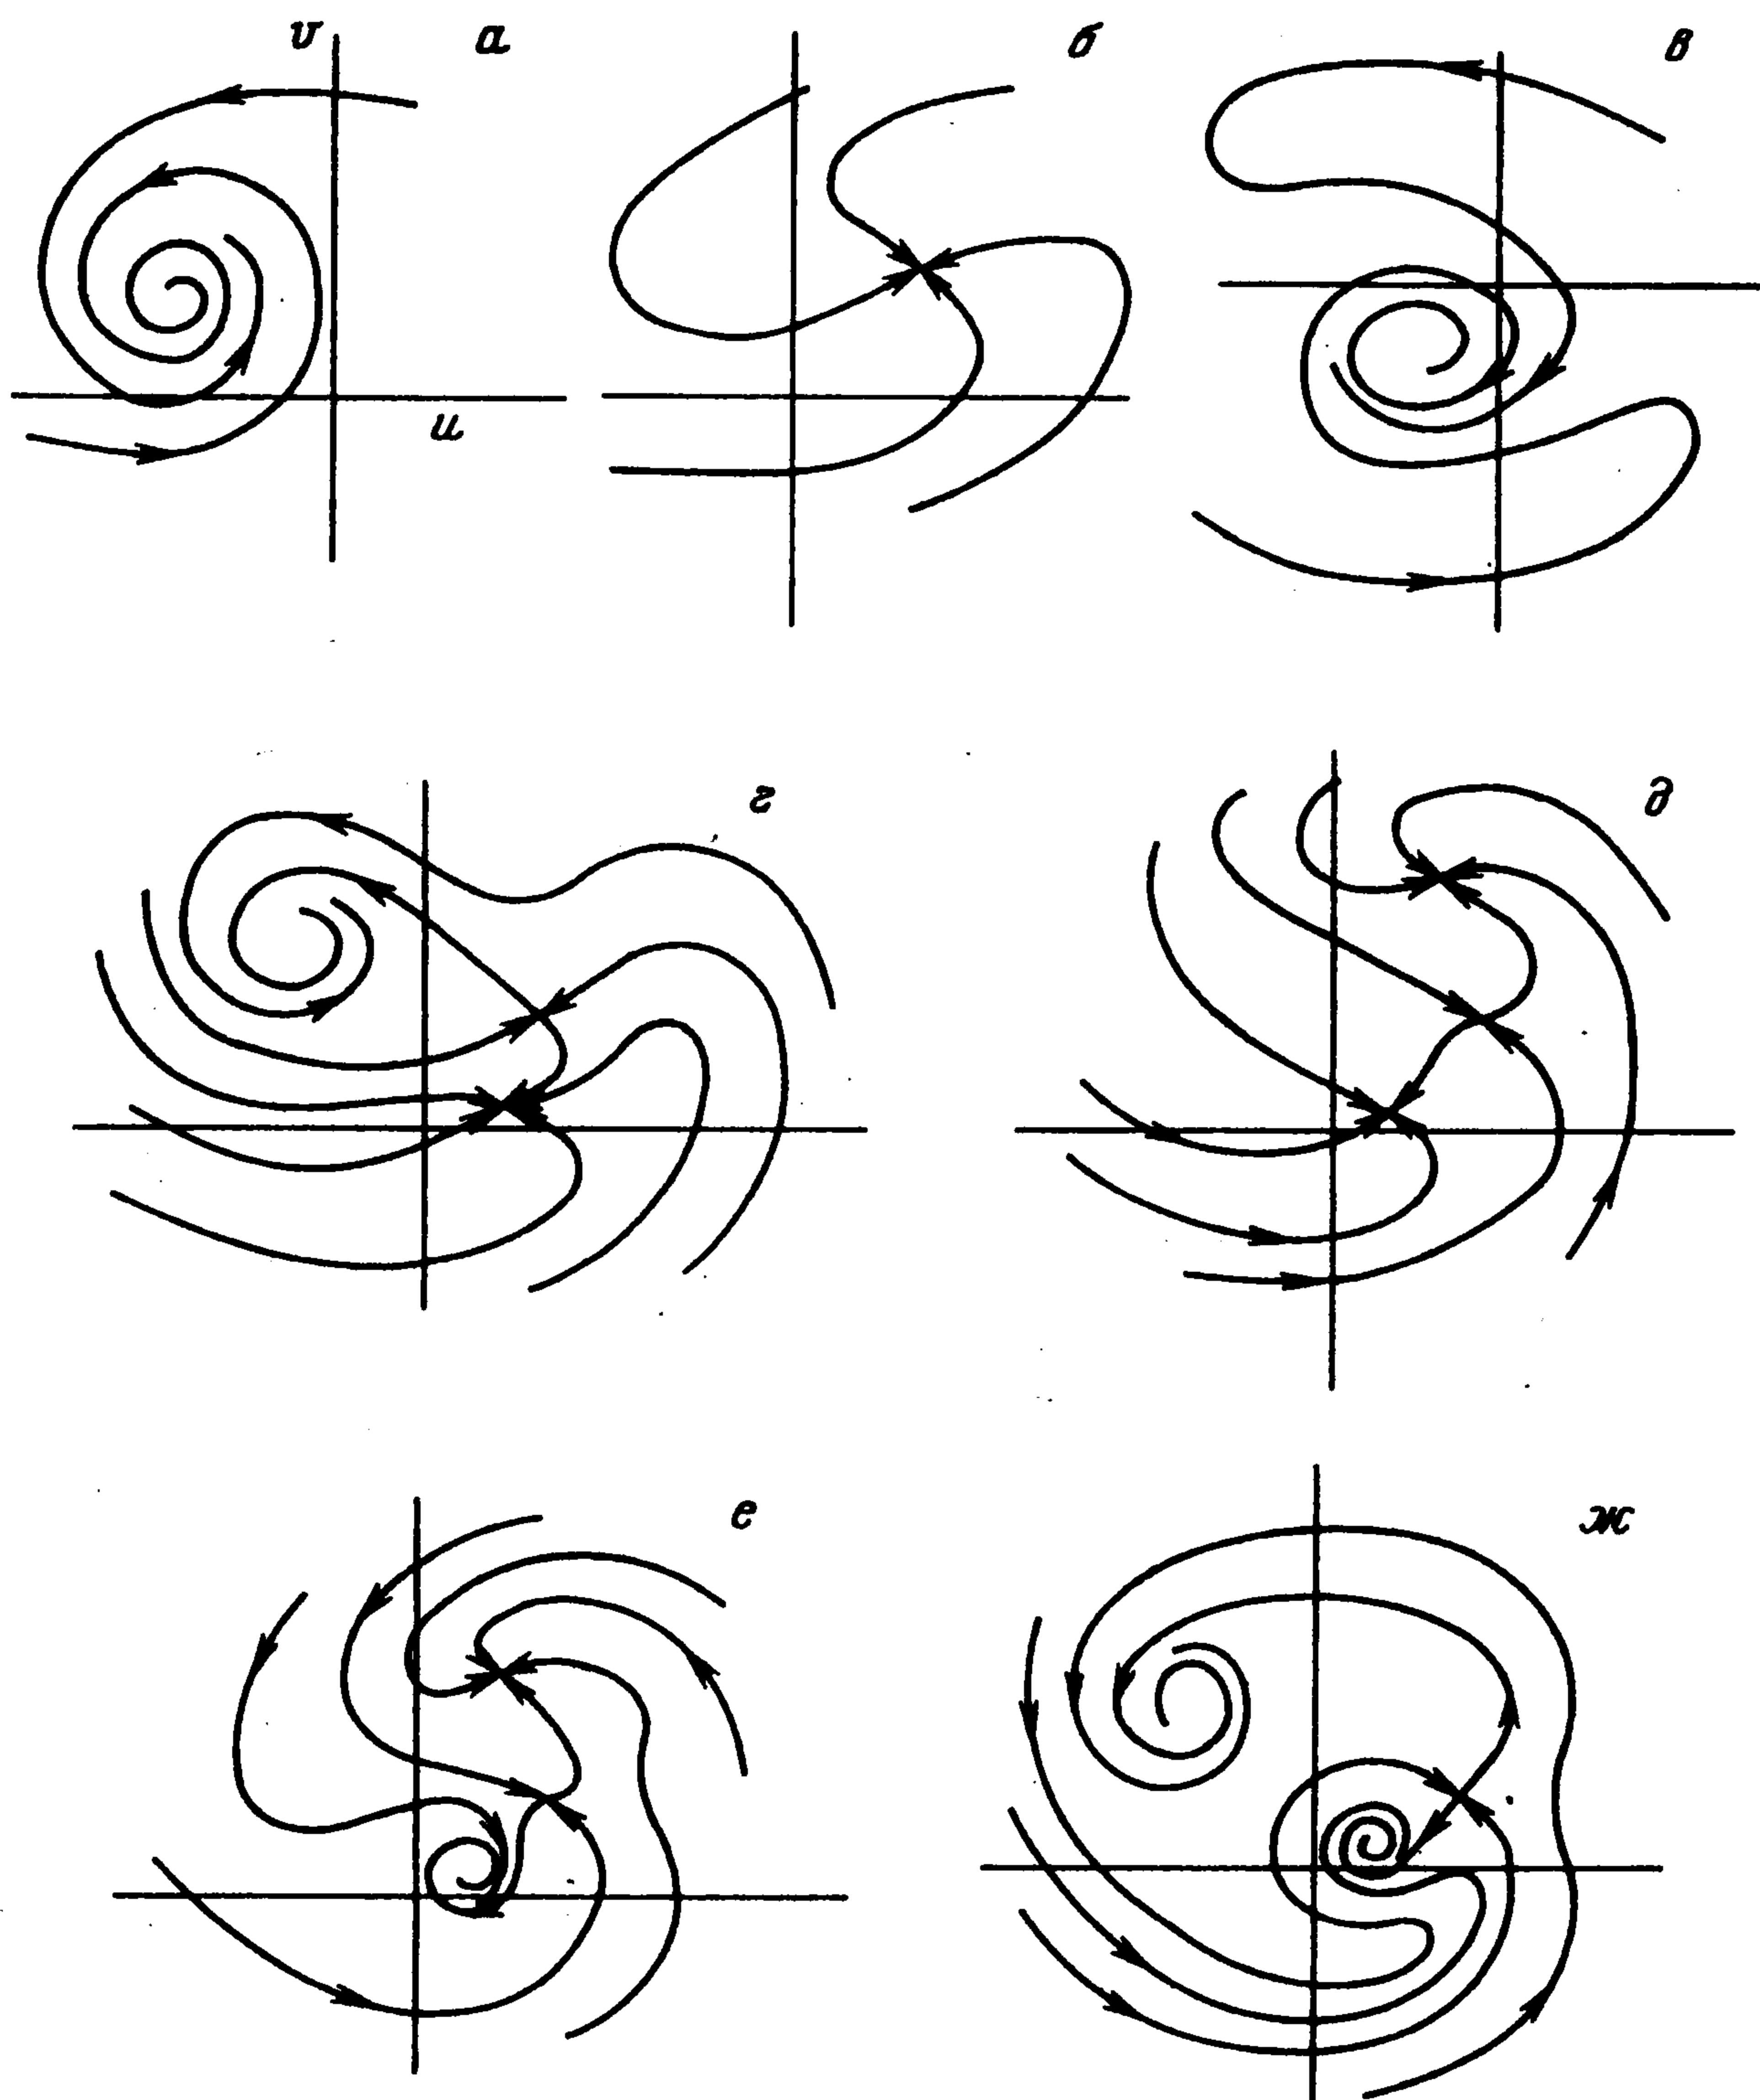 v а б в
u
г д
е ж